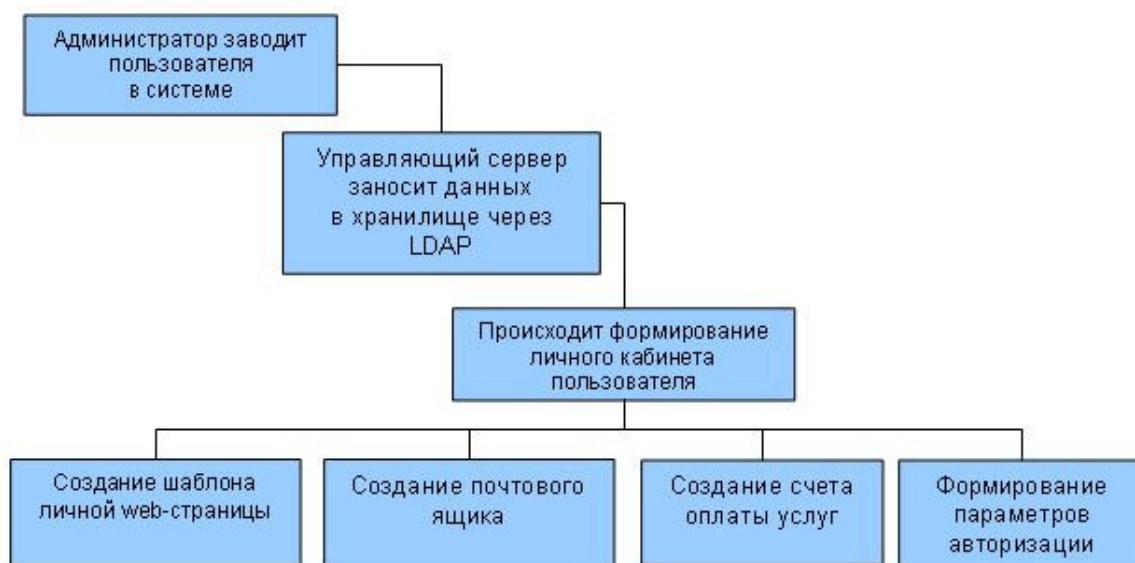 Администратор заводит
пользователя
в системе
Управляющий сервер
заносит данных
в хранилище через
LDAP
Происходит формирование
личного кабинета
пользователя
Создание шаблона
личной web-страницы
Создание почтового
ящика
Создание счета
оплаты услуг
Формирование
параметров
авторизации